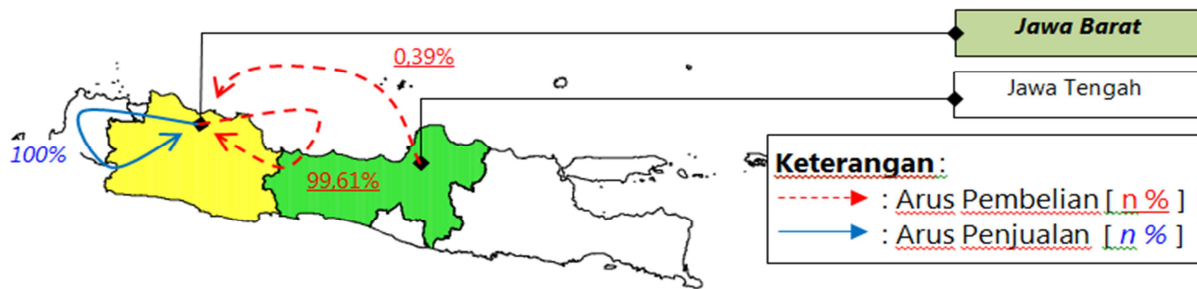 Jawa Barat
0,39%
Jawa Tengah
100%
99,61%
Keterangan :
: Arus Pembelian [ n % ]
: Arus Penjualan [ n % ]